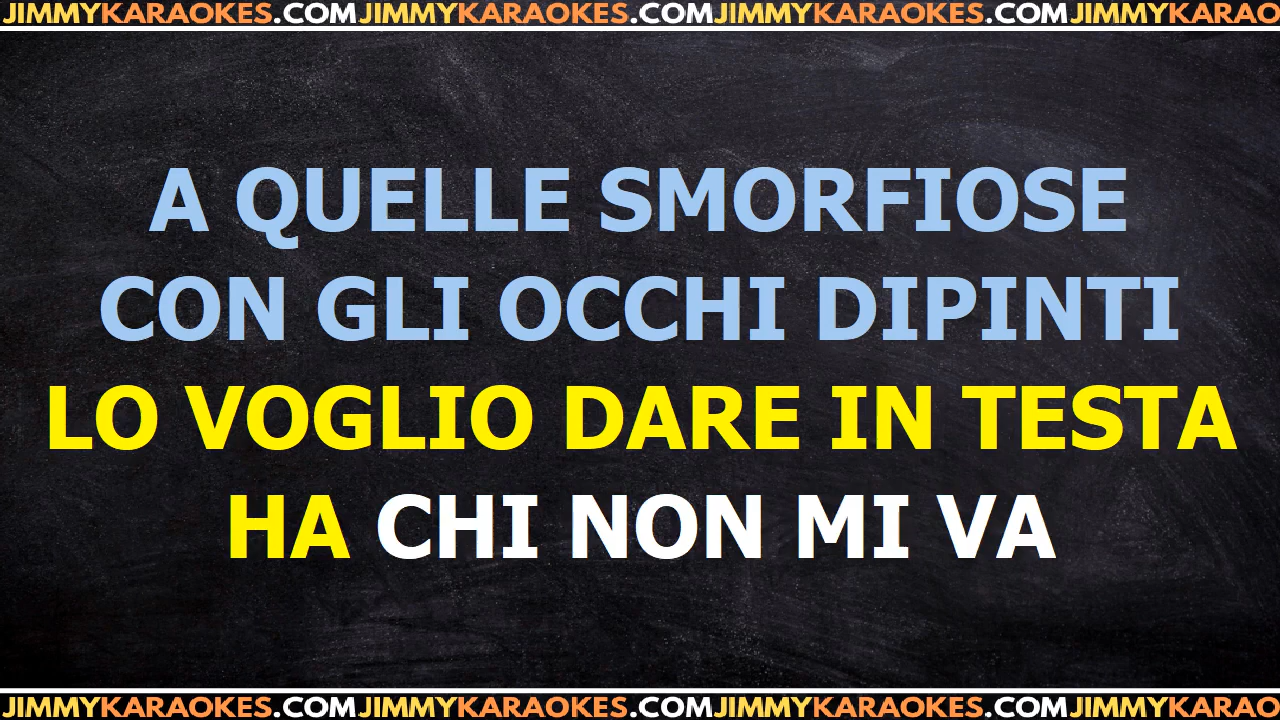 JIMMYKARAOKES.COMJIMMYKARAOKES.COMJIMMYKARAOKES.COMJIMMYKARAO
A QUELLE SMORFIOSE
CON GLI OCCHI DIPINTI
LO VOGLIO DARE IN TESTA
HA CHI NON MI VA
JIMMYKARAOKES.COMJIMMYKARAOKES.COMJIMMYKARAOKES.COMJIMMYKARAO